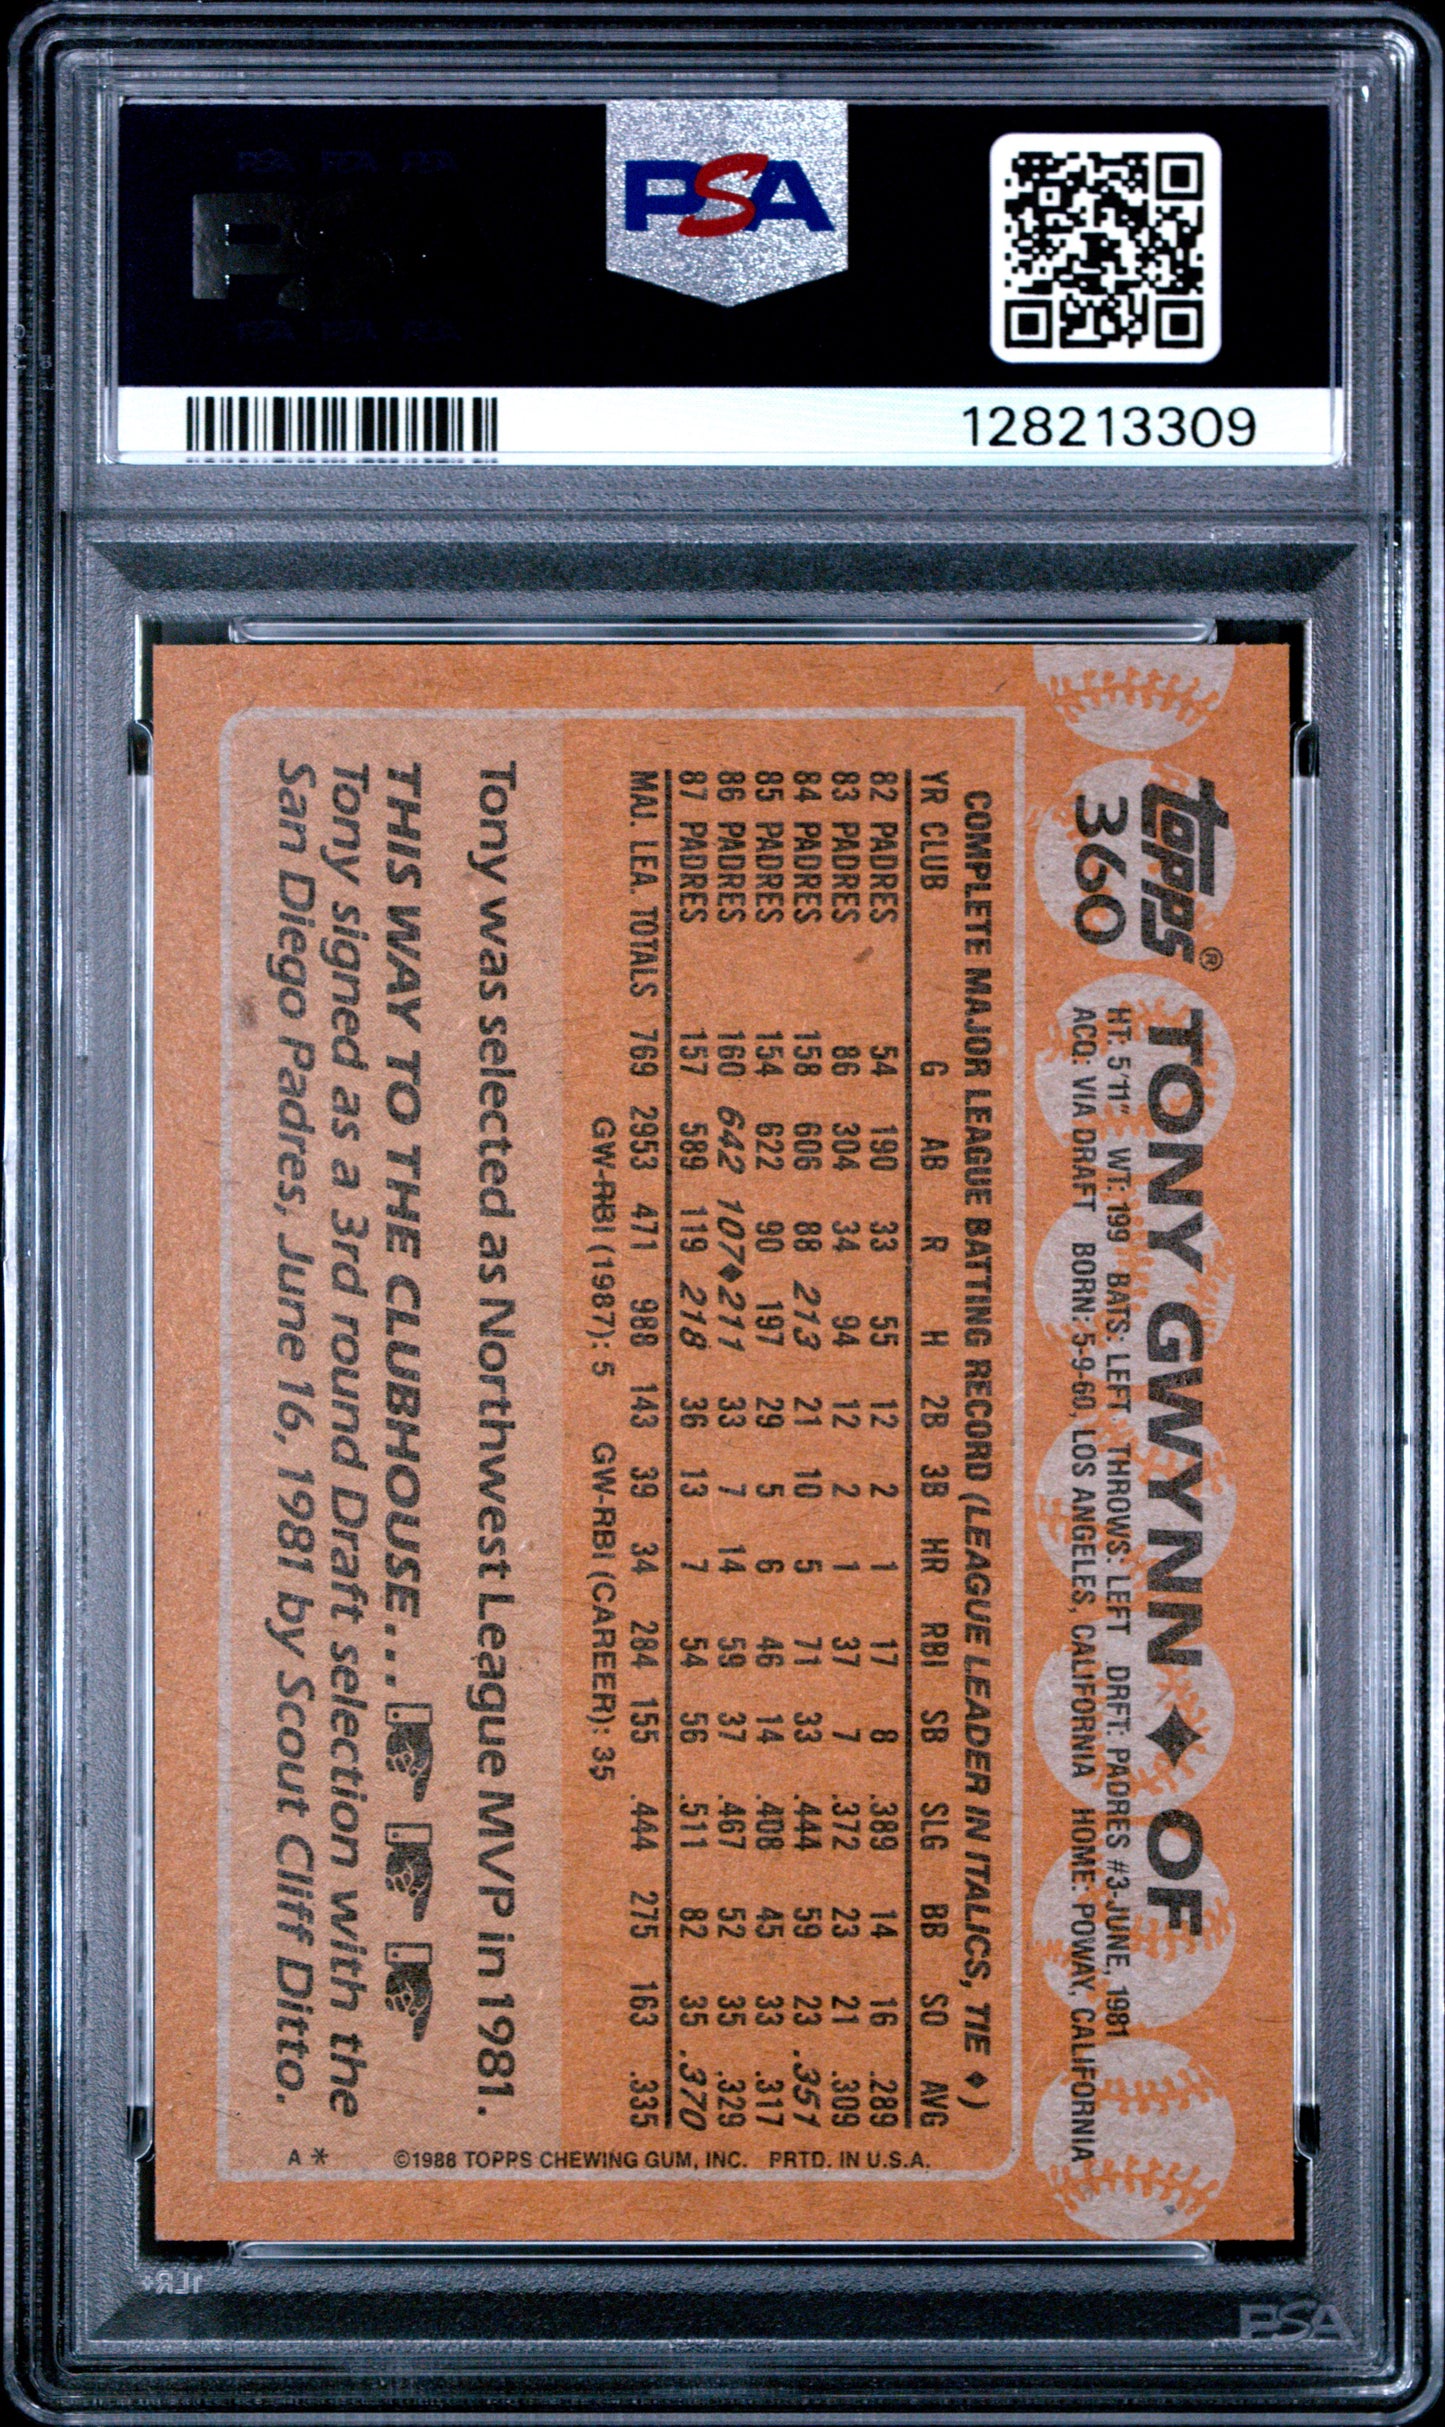 PSA
128213309
Topps®
360
TONY GWYNN ♦ OF
HT: 5'11" WT: 199 BATS: LEFT THROWS: LEFT DRFT: PADRES #3-JUNE, 1981
ACQ: VIA DRAFT BORN: 5-9-60, LOS ANGELES, CALIFORNIA HOME: POWAY, CALIFORNIA
COMPLETE MAJOR LEAGUE BATTING RECORD (LEAGUE LEADER IN ITALICS, TIE ♦)
YR CLUB G AB R H 2B 3B HR RBI SB SLG BB SO AVG
82 PADRES 54 190 33 55 12 2 1 17 8 .389 14 16 .289
83 PADRES 86 304 34 94 12 2 1 37 7 .372 23 21 .309
84 PADRES 158 606 88 213 21 10 5 71 33 .444 59 23 .351
85 PADRES 154 622 90 197 29 5 6 46 14 .408 45 33 .317
86 PADRES 160 642 107♦211 33 7 14 59 37 .467 52 35 .329
87 PADRES 157 589 119 218 36 13 7 54 56 .511 82 35 .370
MAJ. LEA. TOTALS 769 2953 471 988 143 39 34 284 155 .444 275 163 .335
GW-RBI (1987): 5 GW-RBI (CAREER): 35
Tony was selected as Northwest League MVP in 1981.
THIS WAY TO THE CLUBHOUSE...
Tony signed as a 3rd round Draft selection with the
San Diego Padres, June 16, 1981 by Scout Cliff Ditto.
©1988 TOPPS CHEWING GUM, INC. PRTD. IN U.S.A.
A *
PSA